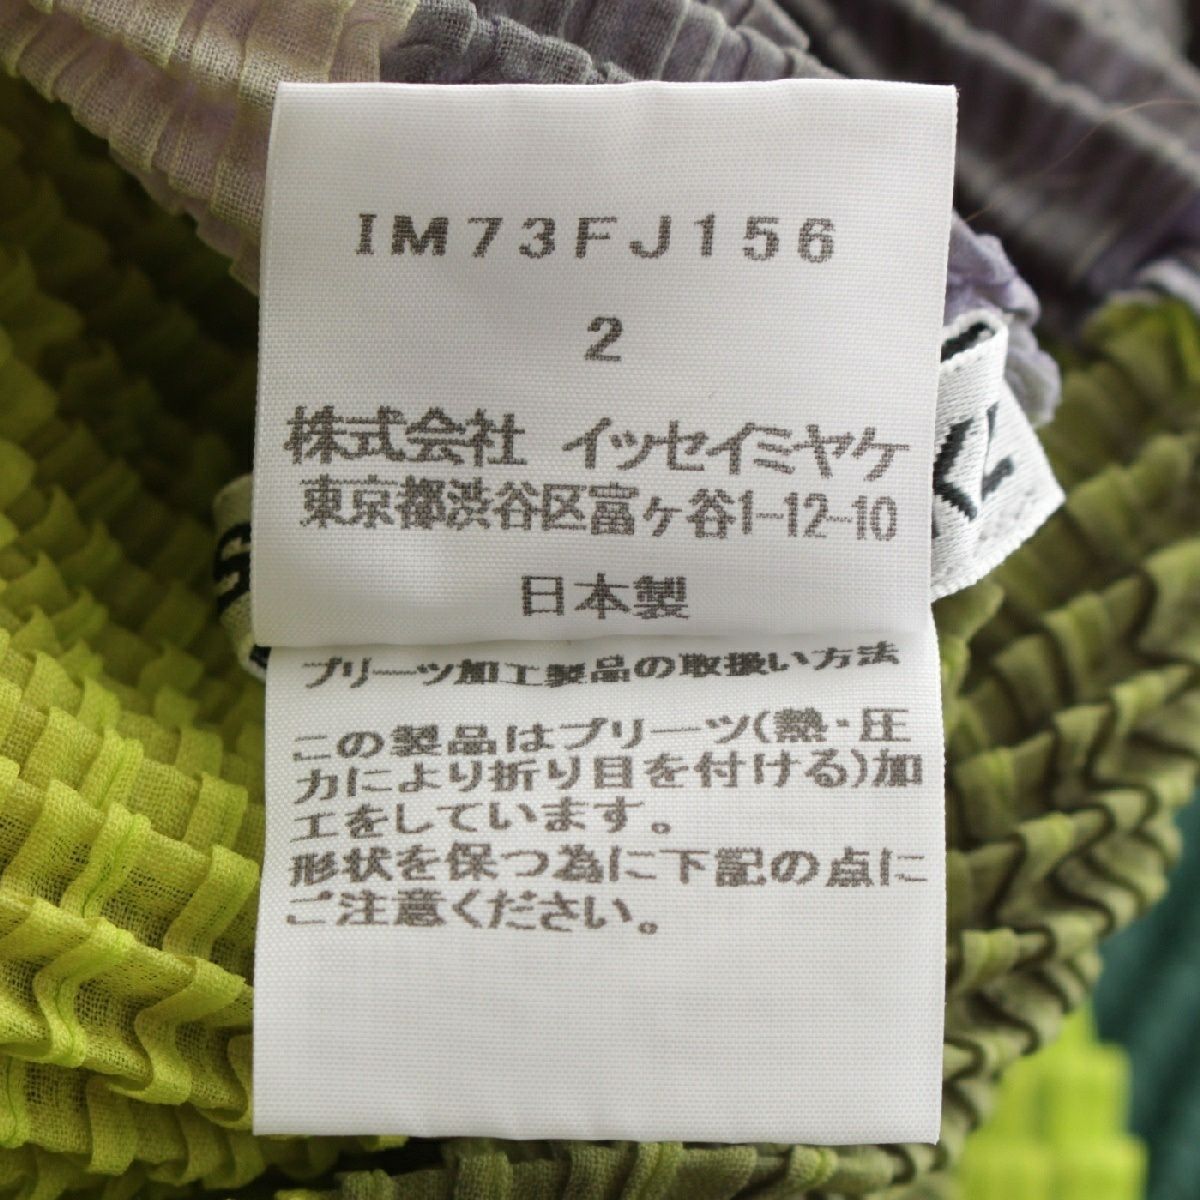 IM73FJ156
2
株式会社 イッセイミヤケ
東京都渋谷区富ヶ谷1-12-10
日本製
プリーツ加工製品の取扱い方法
この製品はプリーツ(熱・圧
力により折り目を付ける)加
工をしています。
形状を保つ為に下記の点に
ご注意ください。